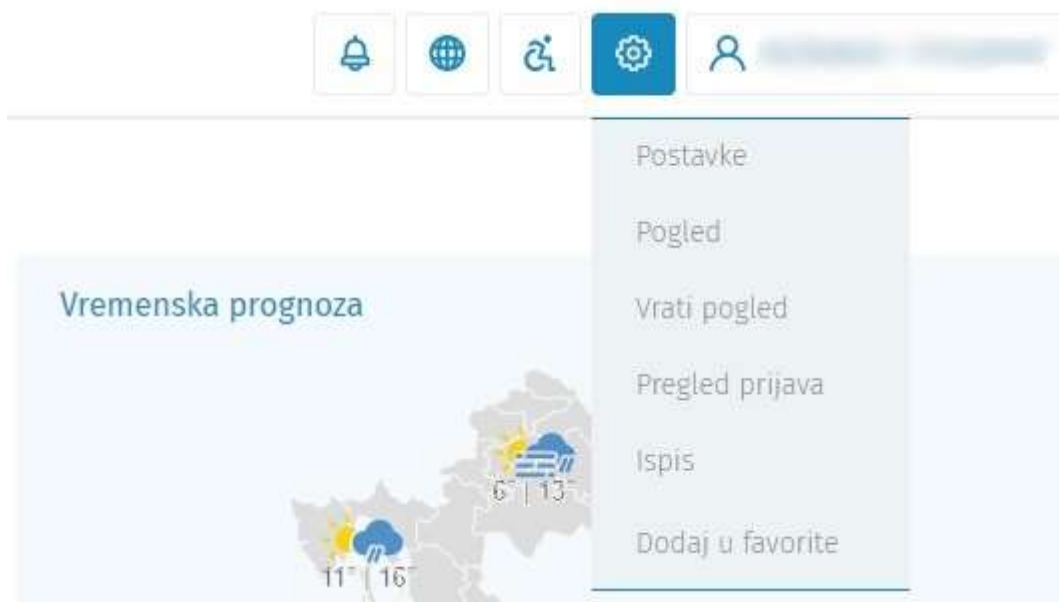 Postavke
Pogled
Vremenska prognoza
Vrati pogled
Pregled prijava
Ispis
6° | 13°
Dodaj u favorite
11° | 16°